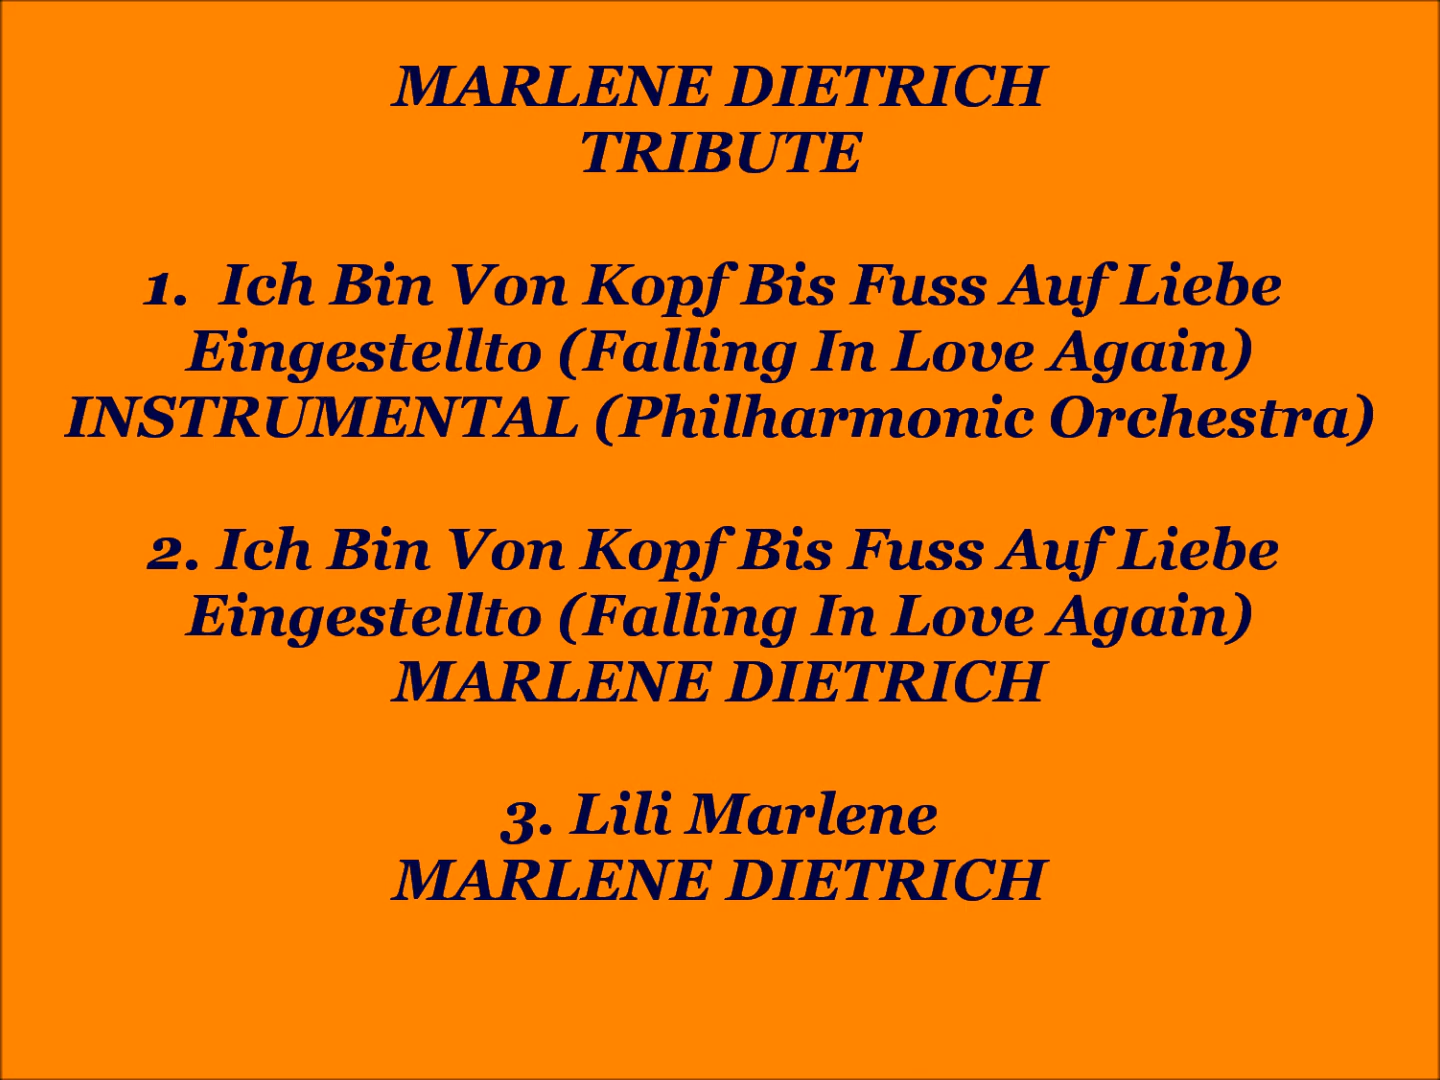 MARLENE DIETRICH
TRIBUTE
1. Ich Bin Von Kopf Bis Fuss Auf Liebe
Eingestellto (Falling In Love Again)
INSTRUMENTAL (Philharmonic Orchestra)
2. Ich Bin Von Kopf Bis Fuss Auf Liebe
Eingestellto (Falling In Love Again)
MARLENE DIETRICH
3. Lili Marlene
MARLENE DIETRICH